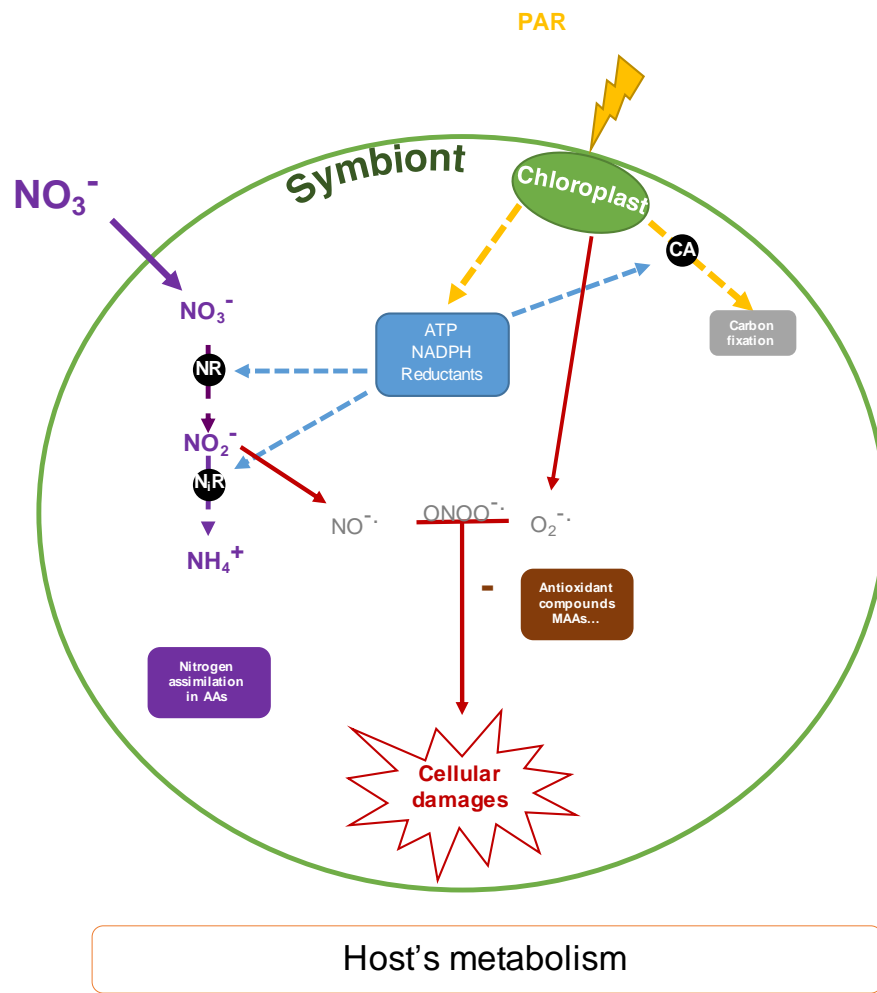 PAR
Symbiont
Chloroplast
NO₃⁻
CA
NO₃⁻
ATP
NADPH
Reductants
Carbon
fixation
NR
NO₂⁻
NᵢR
NO⁻·
ONOO⁻·
O₂⁻·
NH₄⁺
-
Antioxidant
compounds
MAAs...
Nitrogen
assimilation
in AAs
Cellular
damages
Host's metabolism